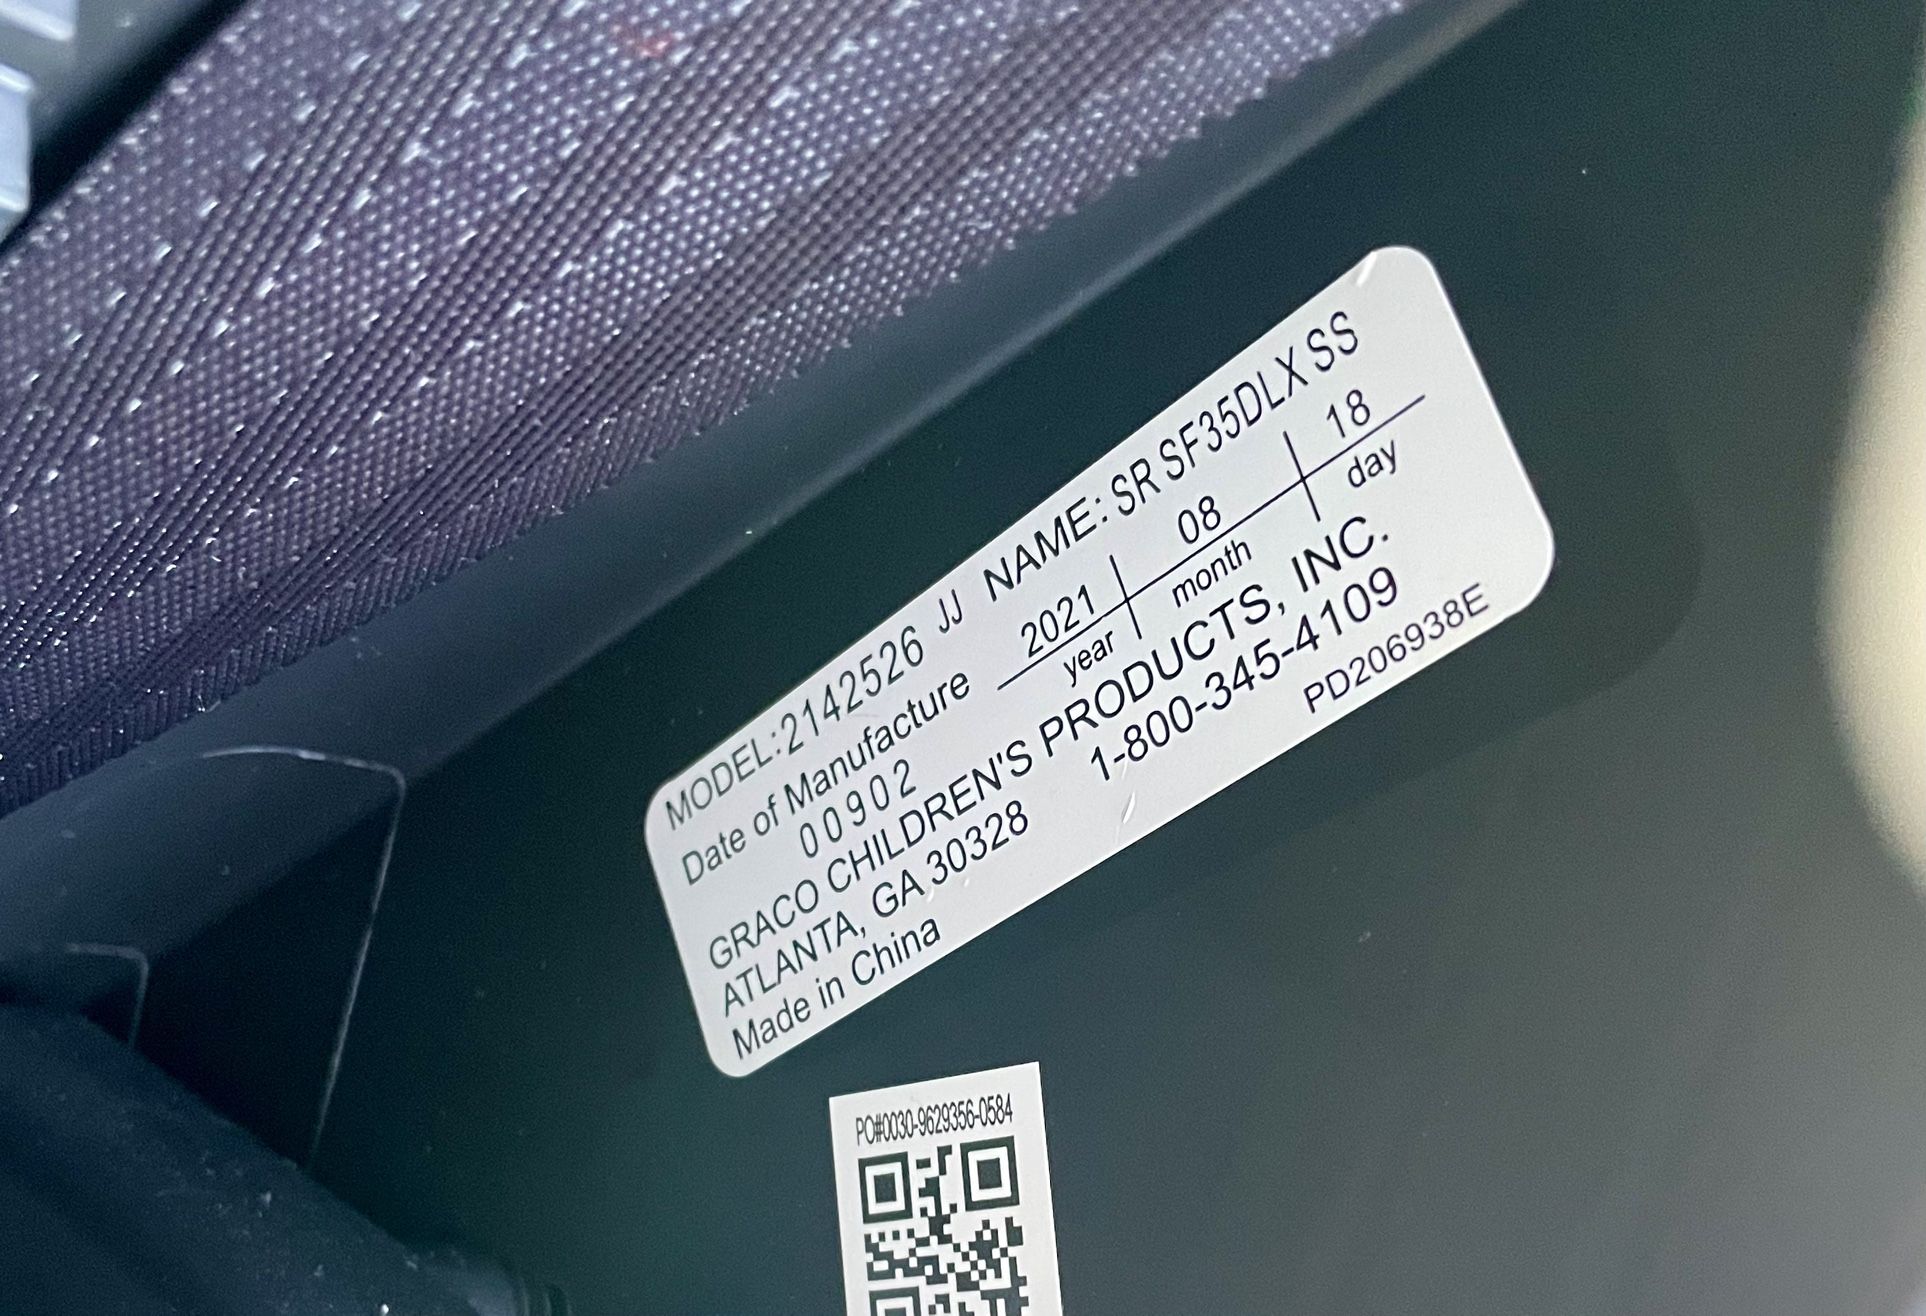 MODEL:2142526 JJ NAME: SR SF35DLX SS
Date of Manufacture 2021 08 18
year month day
00902
GRACO CHILDREN'S PRODUCTS, INC.
ATLANTA, GA 30328 1-800-345-4109
Made in China PD206938E
PO#0030-9629356-0584